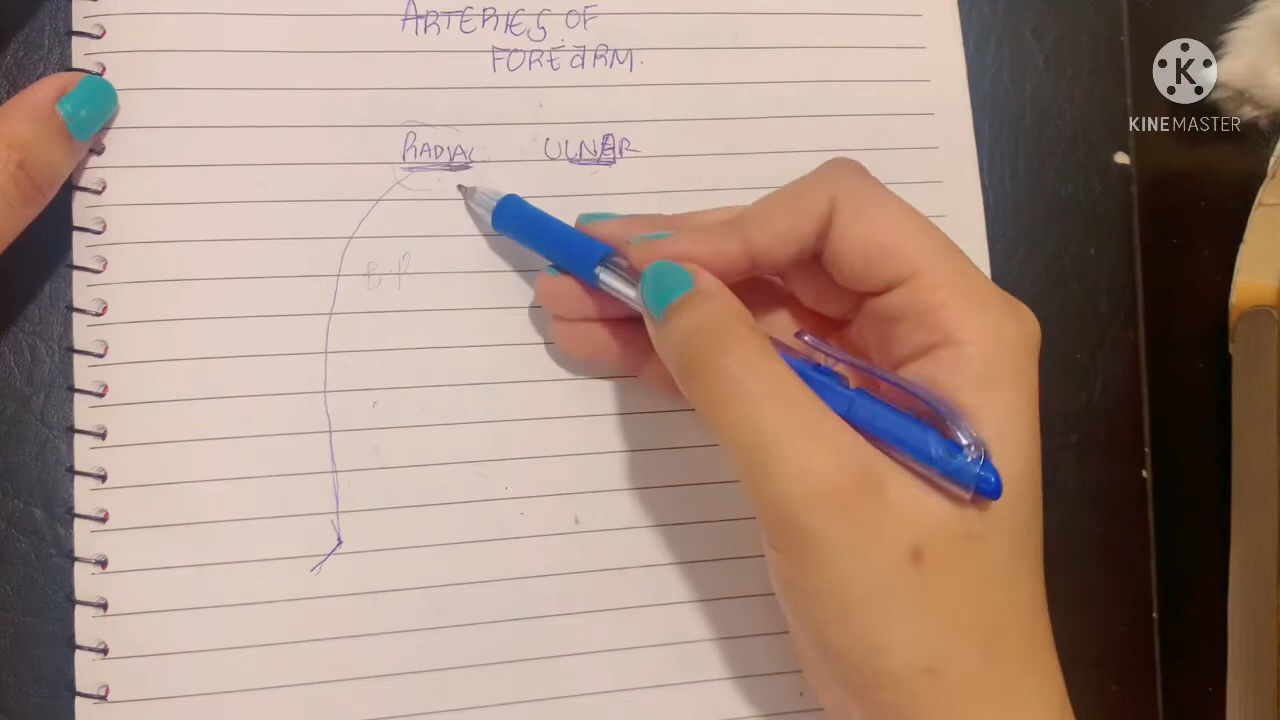 ARTERIES OF
FOREARM.
RADIAL ULNAR
B.P
K
KINEMASTER